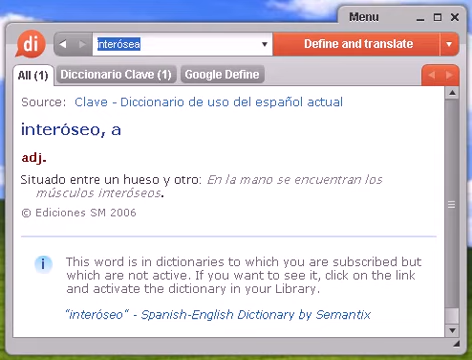 Menu
di
interósea
Define and translate
All (1)
Diccionario Clave (1)
Google Define
Source: Clave - Diccionario de uso del español actual
interóseo, a
adj.
Situado entre un hueso y otro: En la mano se encuentran los
músculos interóseos.
© Ediciones SM 2006
i
This word is in dictionaries to which you are subscribed but
which are not active. If you want to see it, click on the link
and activate the dictionary in your Library.
"interóseo" - Spanish-English Dictionary by Semantix